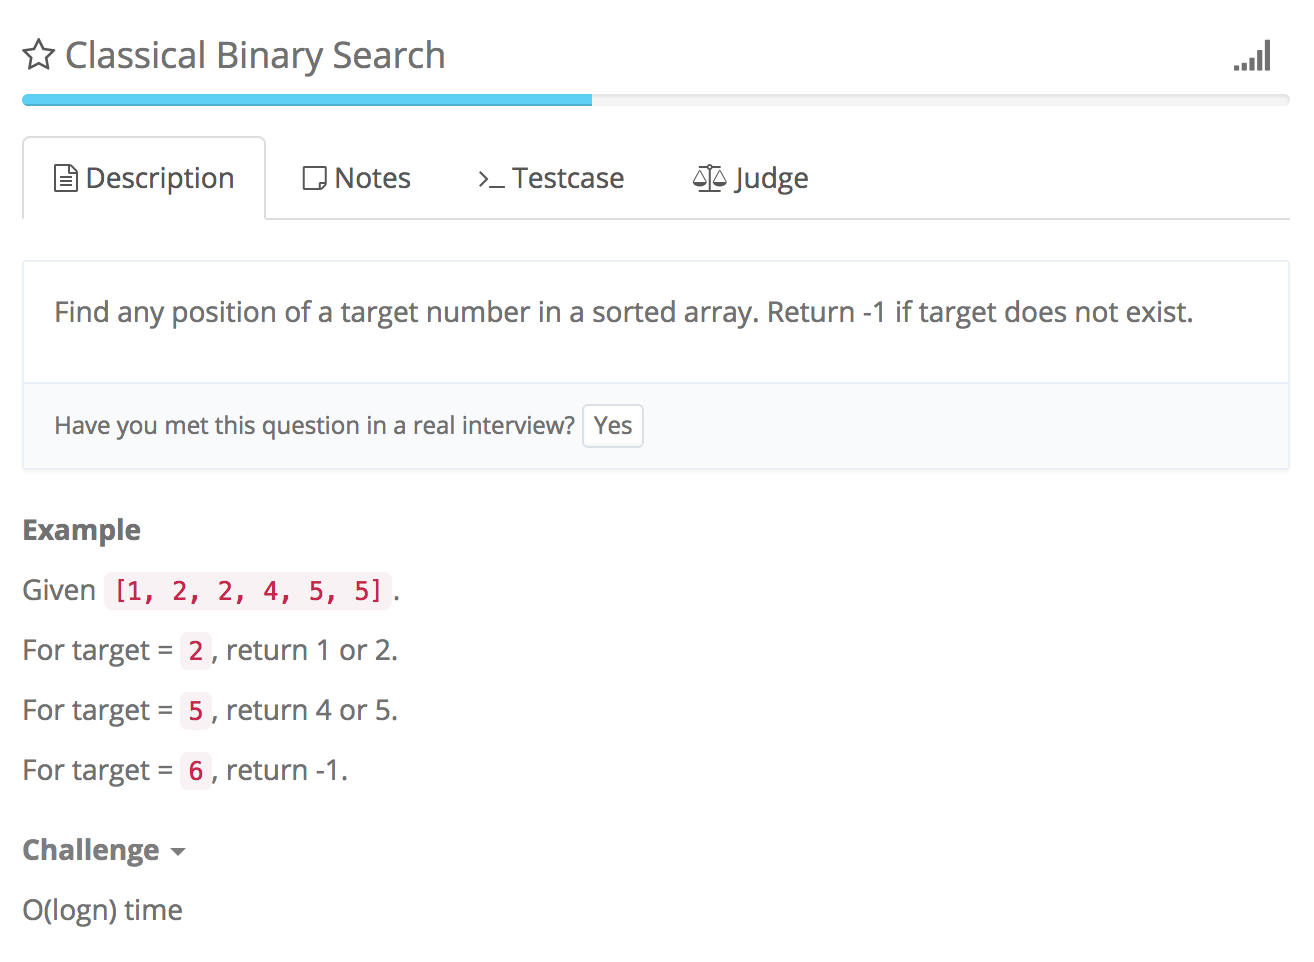 Classical Binary Search
Description Notes >_ Testcase Judge
Find any position of a target number in a sorted array. Return -1 if target does not exist.
Have you met this question in a real interview? Yes
Example
Given [1, 2, 2, 4, 5, 5].
For target = 2, return 1 or 2.
For target = 5, return 4 or 5.
For target = 6, return -1.
Challenge
O(logn) time